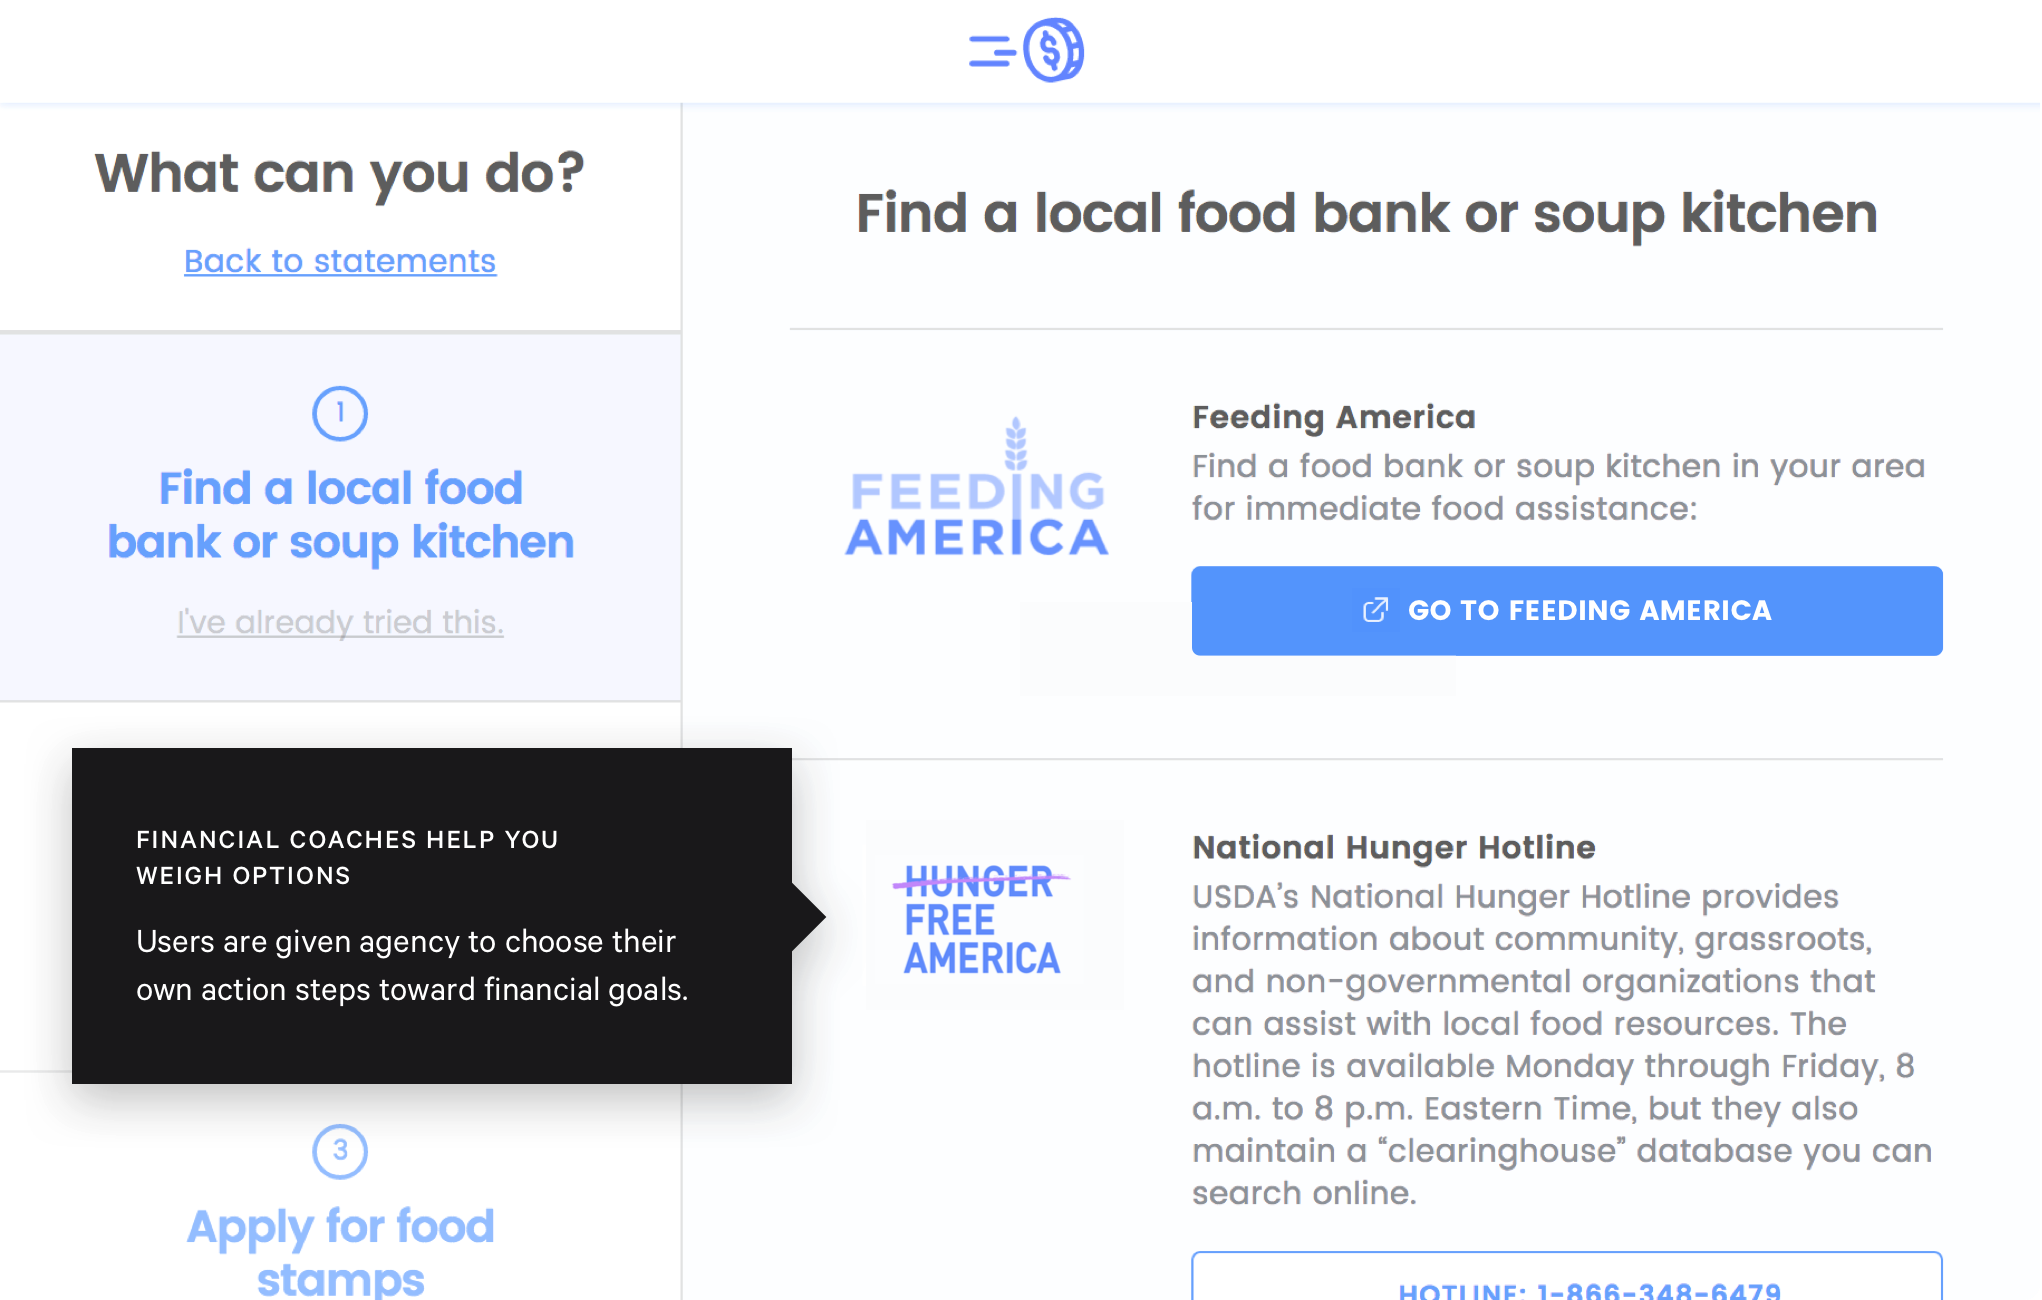 What can you do?
Back to statements
1
Find a local food
bank or soup kitchen
I've already tried this.
FINANCIAL COACHES HELP YOU
WEIGH OPTIONS
Users are given agency to choose their
own action steps toward financial goals.
3
Apply for food
stamps
Find a local food bank or soup kitchen
FEEDING
AMERICA
Feeding America
Find a food bank or soup kitchen in your area
for immediate food assistance:
GO TO FEEDING AMERICA
HUNGER
FREE
AMERICA
National Hunger Hotline
USDA’s National Hunger Hotline provides
information about community, grassroots,
and non-governmental organizations that
can assist with local food resources. The
hotline is available Monday through Friday, 8
a.m. to 8 p.m. Eastern Time, but they also
maintain a “clearinghouse” database you can
search online.
HOTLINE: 1-866-348-6479